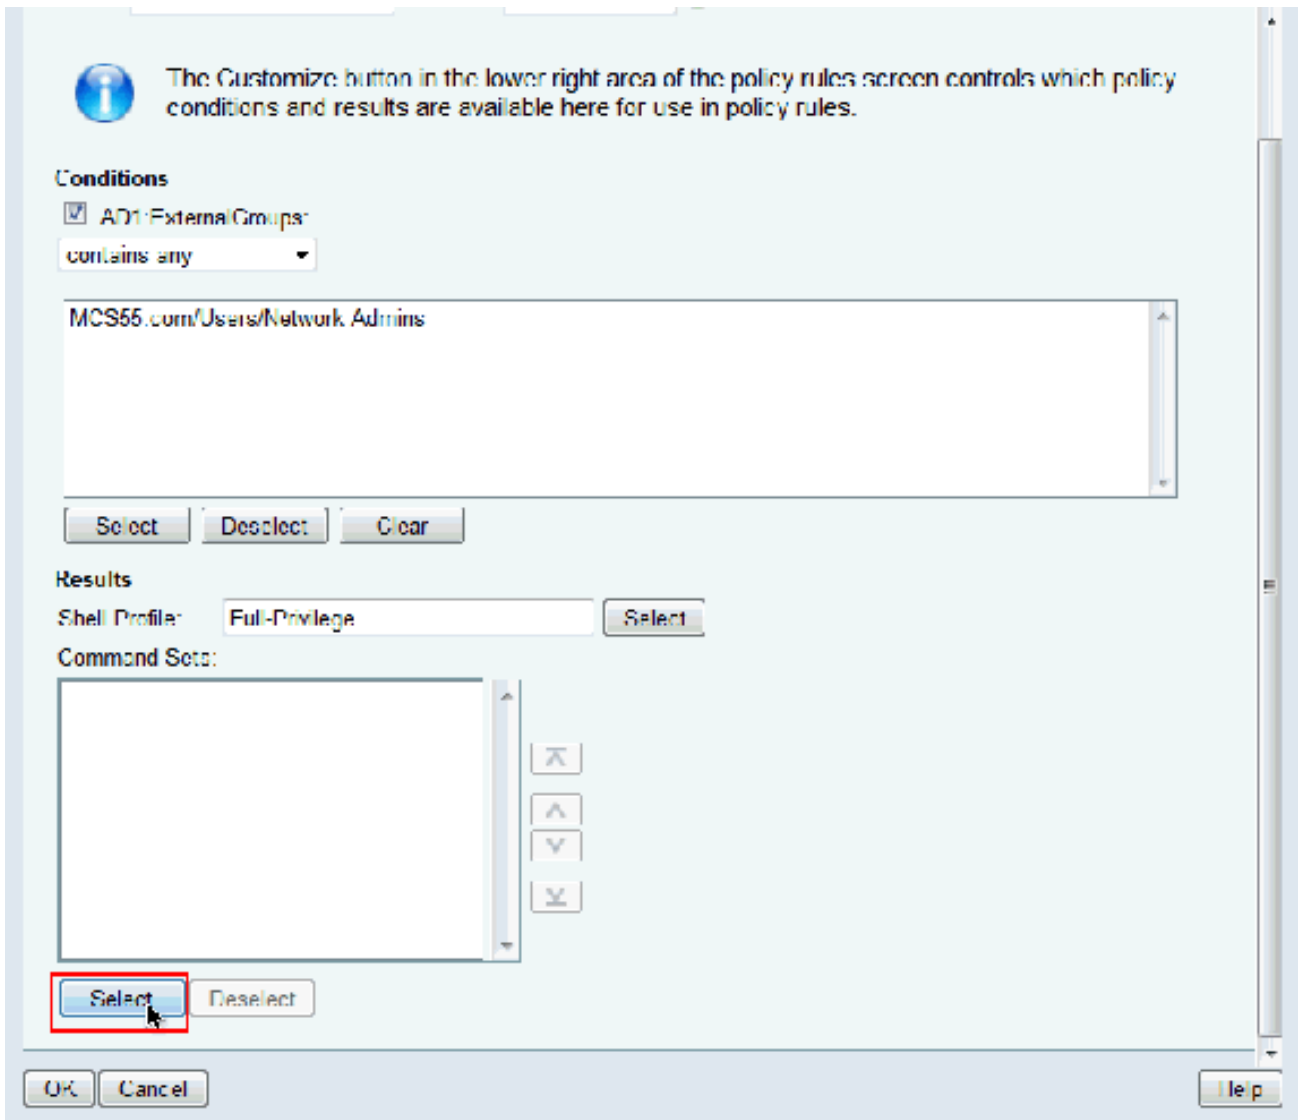 The Customize button in the lower right area of the policy rules screen controls which policy
conditions and results are available here for use in policy rules.
Conditions
AD1:ExternalGroups:
contains any
MCS55.com/Users/Network Admins
Select Deselect Clear
Results
Shell Profile: Full-Privilege Select
Command Sets:
Select Deselect
OK Cancel Help